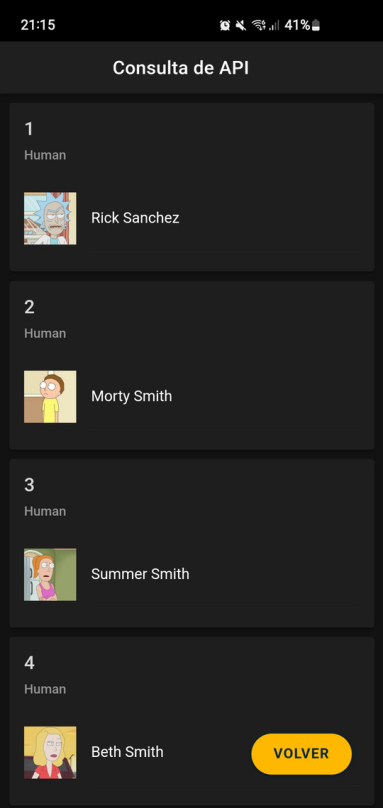 21:15
41%
Consulta de API
1
Human
Rick Sanchez
2
Human
Morty Smith
3
Human
Summer Smith
4
Human
Beth Smith
VOLVER